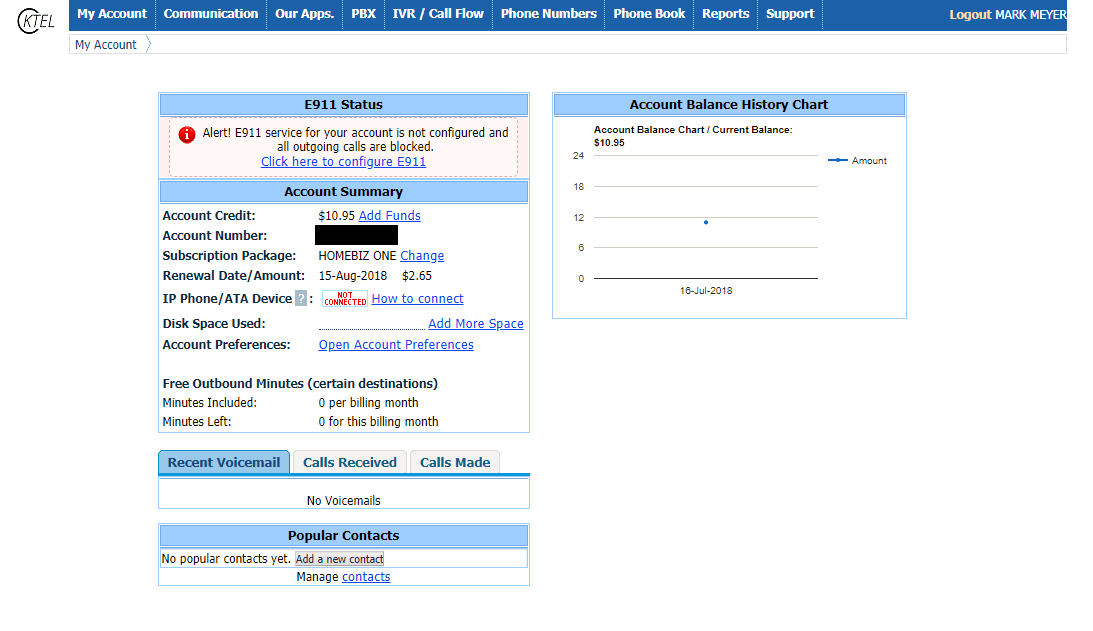 KTEL
My Account Communication Our Apps. PBX IVR / Call Flow Phone Numbers Phone Book Reports Support Logout MARK MEYER
My Account
E911 Status
Alert! E911 service for your account is not configured and
all outgoing calls are blocked.
Click here to configure E911
Account Summary
Account Credit: $10.95 Add Funds
Account Number:
Subscription Package: HOMEBIZ ONE Change
Renewal Date/Amount: 15-Aug-2018 $2.65
IP Phone/ATA Device ? : NOT CONNECTED How to connect
Disk Space Used: Add More Space
Account Preferences: Open Account Preferences
Free Outbound Minutes (certain destinations)
Minutes Included: 0 per billing month
Minutes Left: 0 for this billing month
Recent Voicemail Calls Received Calls Made
No Voicemails
Popular Contacts
No popular contacts yet. Add a new contact
Manage contacts
Account Balance History Chart
Account Balance Chart / Current Balance:
$10.95
24
18
12
6
0
16-Jul-2018
Amount